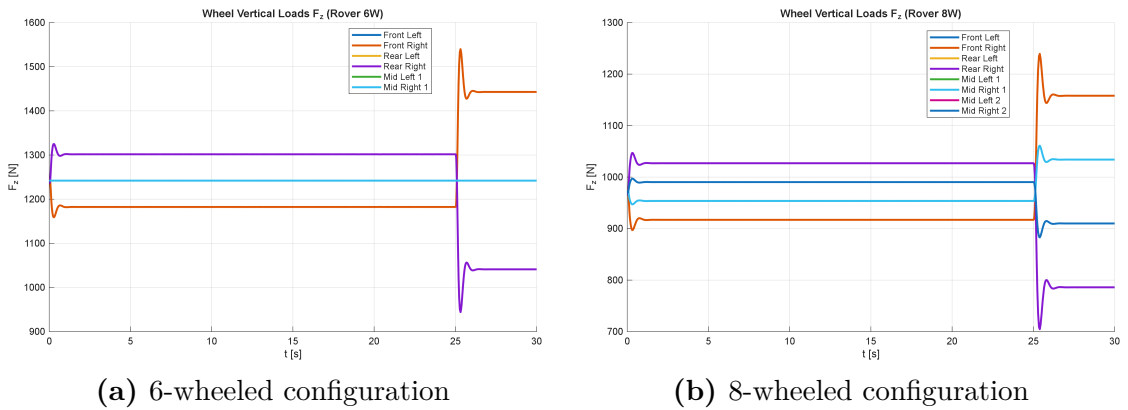 Wheel Vertical Loads Fz (Rover 6W)
1600
1500
1400
1300
1200
1100
1000
900
Fz [N]
0 5 10 15 20 25 30
t [s]
Front Left
Front Right
Rear Left
Rear Right
Mid Left 1
Mid Right 1
(a) 6-wheeled configuration
Wheel Vertical Loads Fz (Rover 8W)
1300
1200
1100
1000
900
800
700
Fz [N]
0 5 10 15 20 25 30
t [s]
Front Left
Front Right
Rear Left
Rear Right
Mid Left 1
Mid Right 1
Mid Left 2
Mid Right 2
(b) 8-wheeled configuration